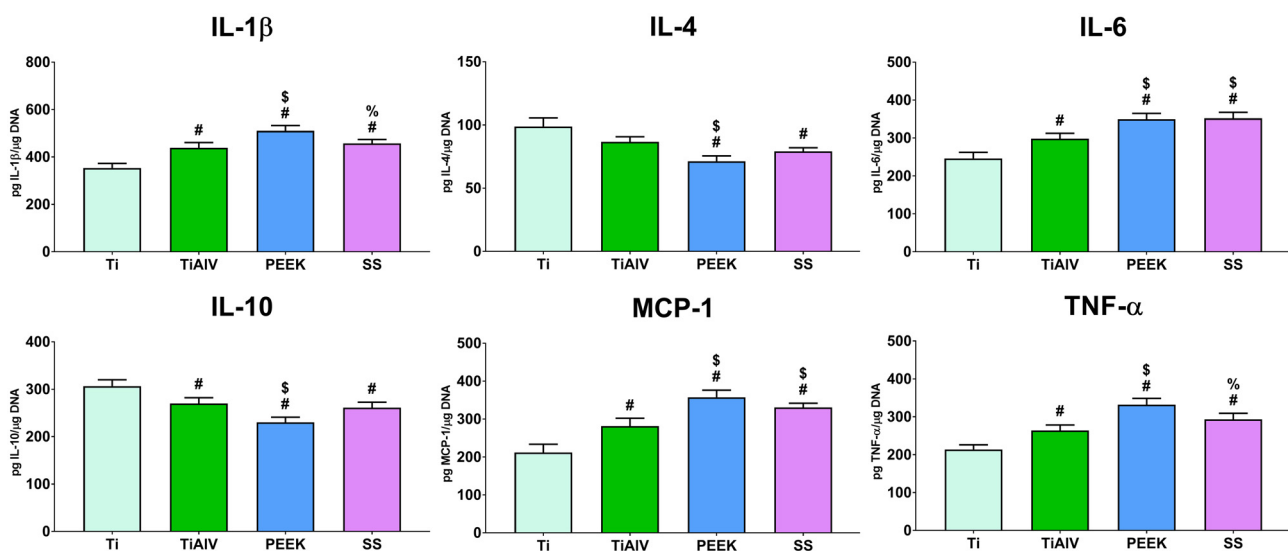 IL-1β
pg IL-1β/μg DNA
800
600
400
200
0
#
$
#
%
#
Ti
TiAlV
PEEK
SS
IL-4
pg IL-4/μg DNA
150
100
50
0
$
#
#
Ti
TiAlV
PEEK
SS
IL-6
pg IL-6/μg DNA
500
400
300
200
100
0
#
$
#
$
#
Ti
TiAlV
PEEK
SS
IL-10
pg IL-10/μg DNA
400
300
200
100
0
#
$
#
#
Ti
TiAlV
PEEK
SS
MCP-1
pg MCP-1/μg DNA
500
400
300
200
100
0
#
$
#
$
#
Ti
TiAlV
PEEK
SS
TNF-α
pg TNF-α/μg DNA
500
400
300
200
100
0
#
$
#
%
#
Ti
TiAlV
PEEK
SS